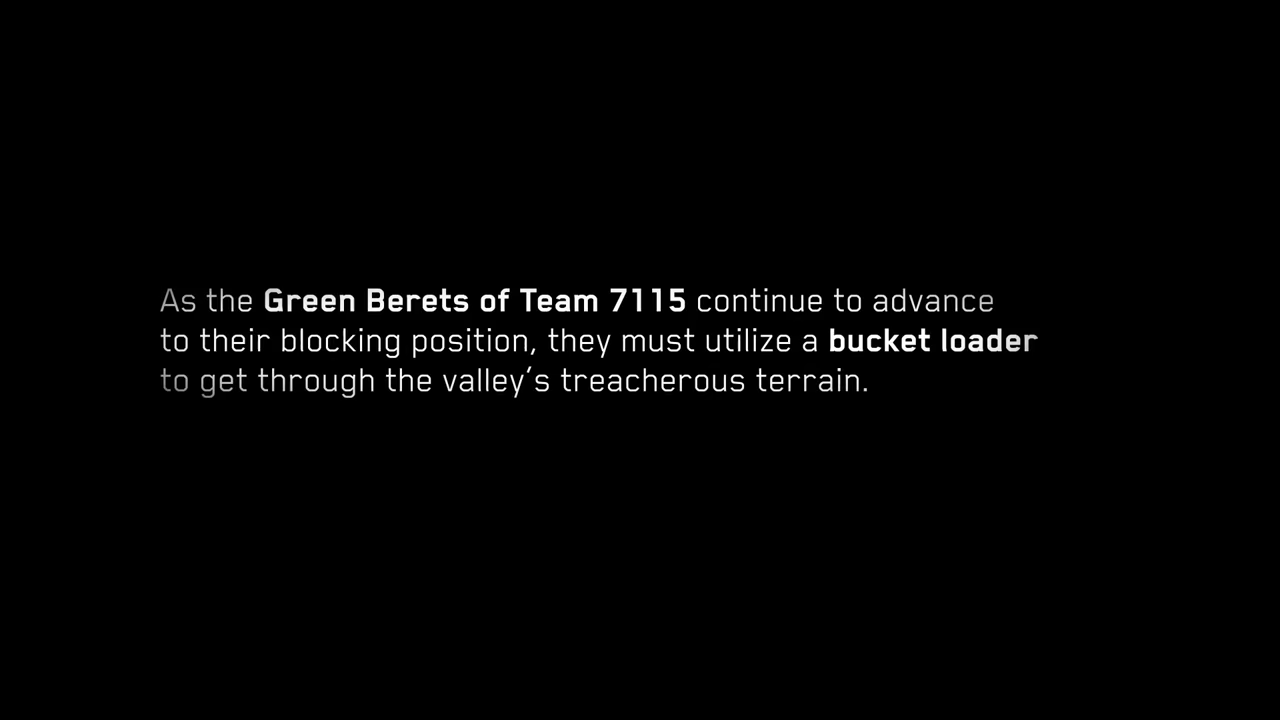 As the Green Berets of Team 7115 continue to advance
to their blocking position, they must utilize a bucket loader
to get through the valley's treacherous terrain.